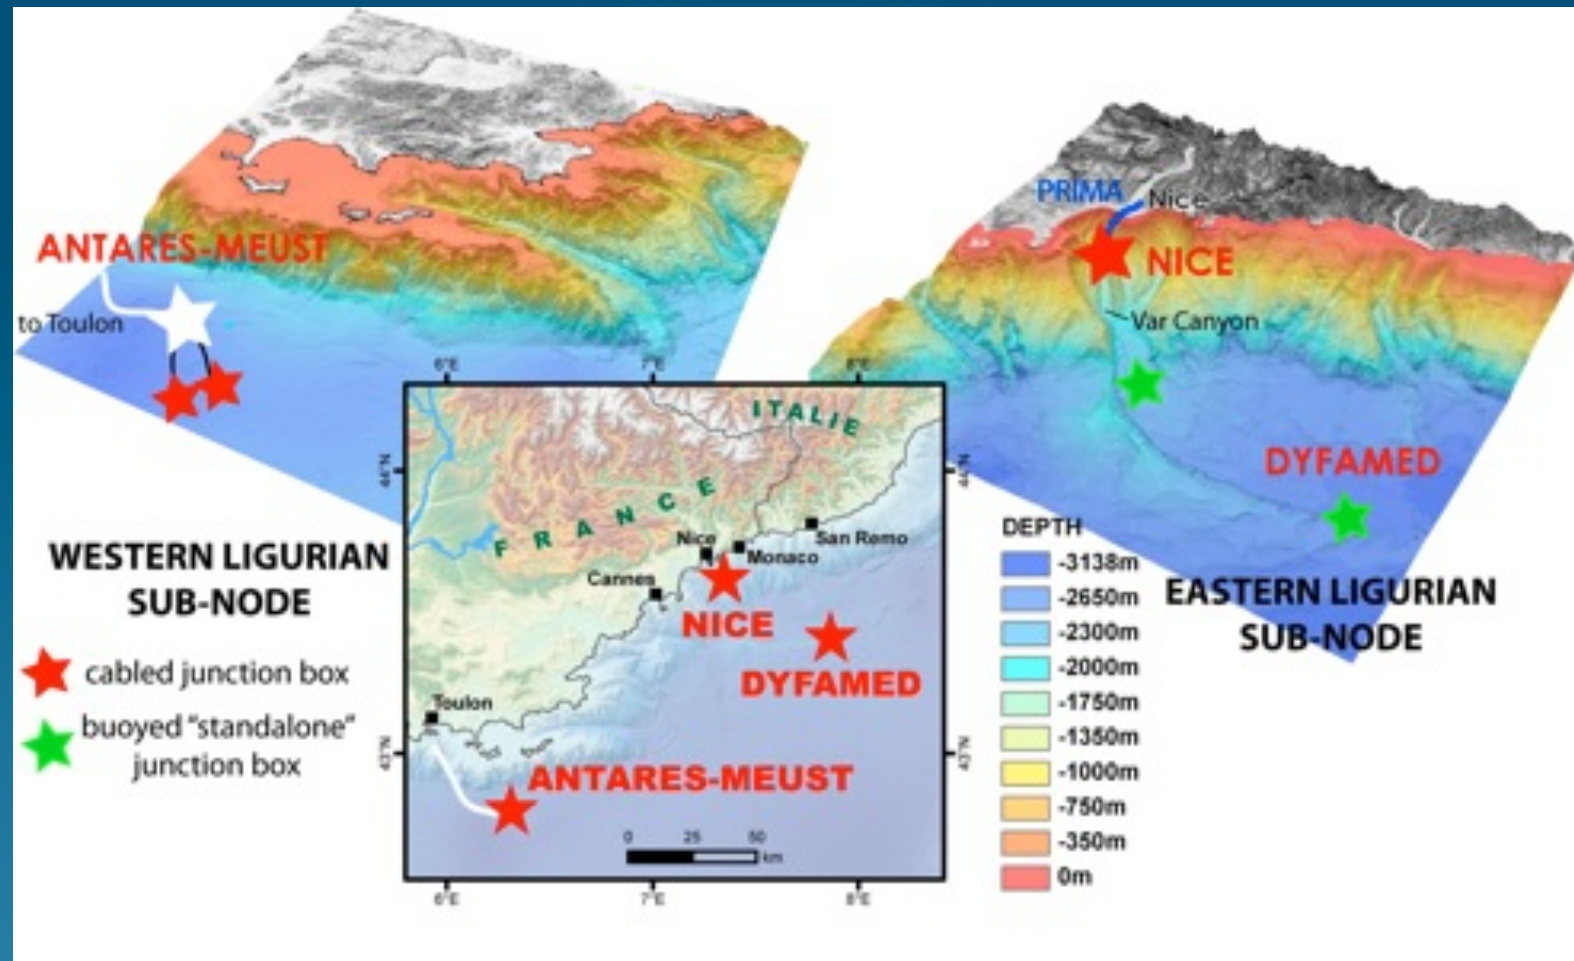 ANTARES-MEUST
to Toulon
PRIMA
Nice
NICE
Var Canyon
DYFAMED
WESTERN LIGURIAN
SUB-NODE
cabled junction box
buoyed “standalone”
junction box
6°E
7°E
8°E
44°N
44°N
43°N
43°N
ITALIE
FRANCE
San Remo
Nice
Monaco
Cannes
NICE
DYFAMED
Toulon
ANTARES-MEUST
0 25 50
km
6°E
7°E
8°E
DEPTH
-3138m
-2650m
-2300m
-2000m
-1750m
-1350m
-1000m
-750m
-350m
0m
EASTERN LIGURIAN
SUB-NODE